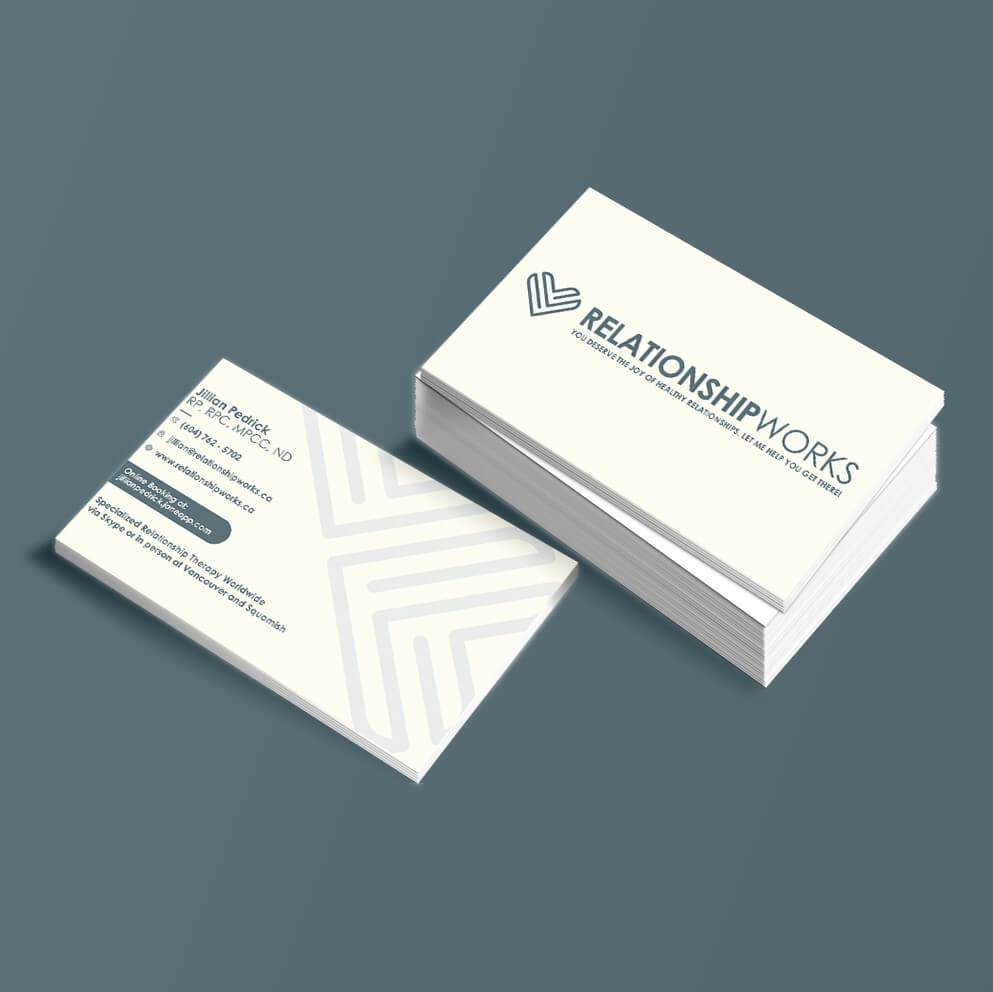 Jillian Pedrick
RP, RPC, MPCC, ND
(604) 762 - 5702
jillian@relationshipworks.ca
www.relationshipworks.ca
Online Booking at:
jillianpedrick.janeapp.com
Specialized Relationship Therapy Worldwide
via Skype or in person at Vancouver and Squamish
RELATIONSHIPWORKS
YOU DESERVE THE JOY OF HEALTHY RELATIONSHIPS. LET ME HELP YOU GET THERE!